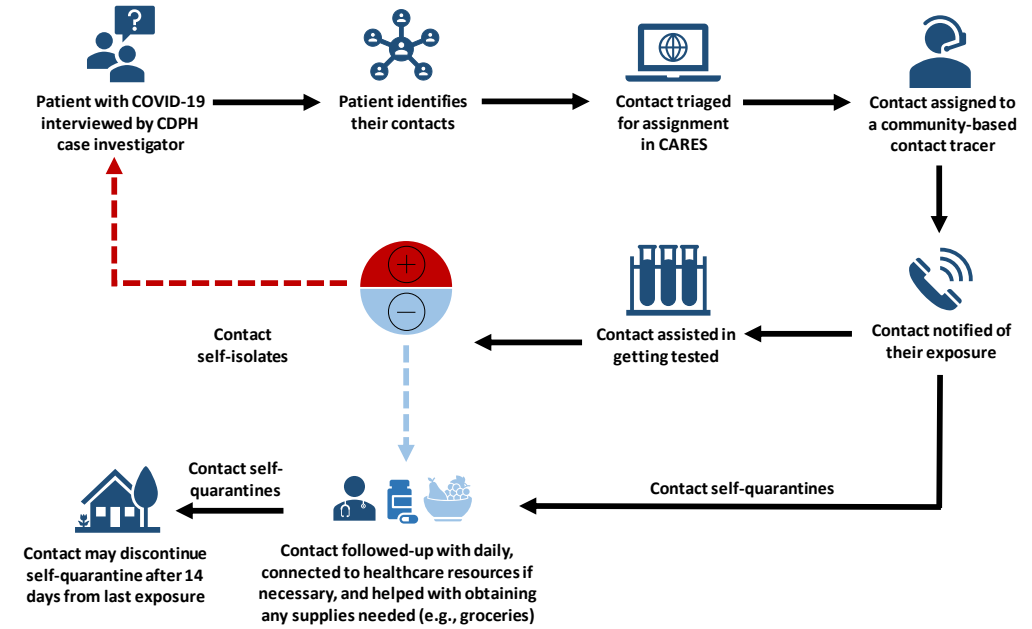 ?
Patient with COVID-19
interviewed by CDPH
case investigator
Patient identifies
their contacts
Contact triaged
for assignment
in CARES
Contact assigned to
a community-based
contact tracer
+
−
Contact
self-isolates
Contact assisted in
getting tested
Contact notified of
their exposure
Contact self-
quarantines
Contact self-quarantines
Contact may discontinue
self-quarantine after 14
days from last exposure
Contact followed-up with daily,
connected to healthcare resources if
necessary, and helped with obtaining
any supplies needed (e.g., groceries)